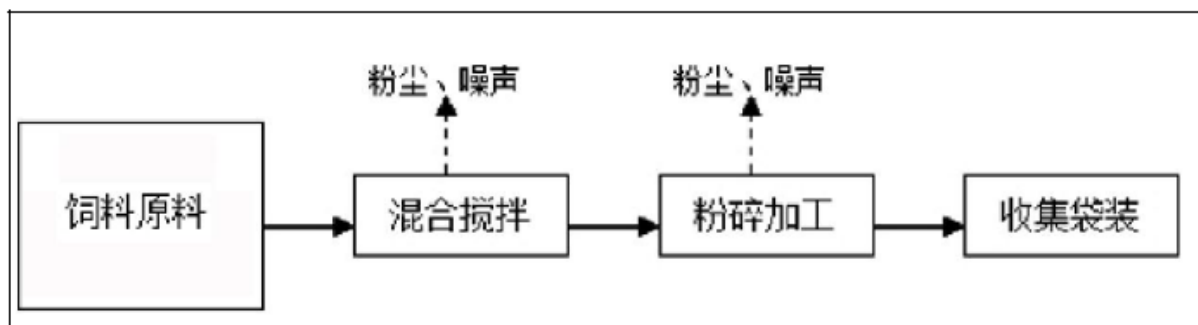 粉尘、噪声
粉尘、噪声
饲料原料
混合搅拌
粉碎加工
收集袋装